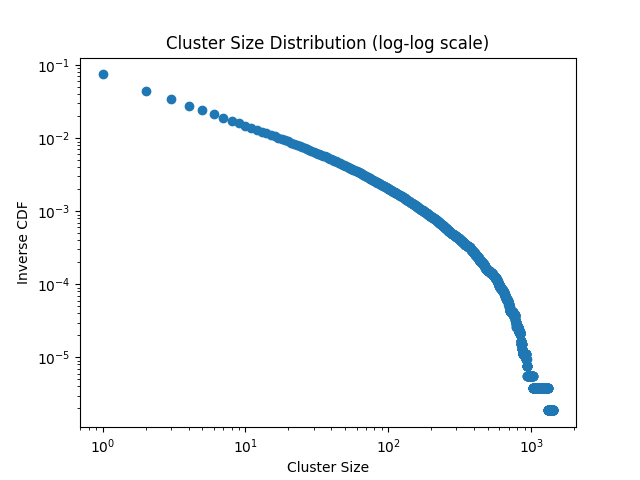 Cluster Size Distribution (log-log scale)
Inverse CDF
10⁻¹
10⁻²
10⁻³
10⁻⁴
10⁻⁵
10⁰ 10¹ 10² 10³
Cluster Size